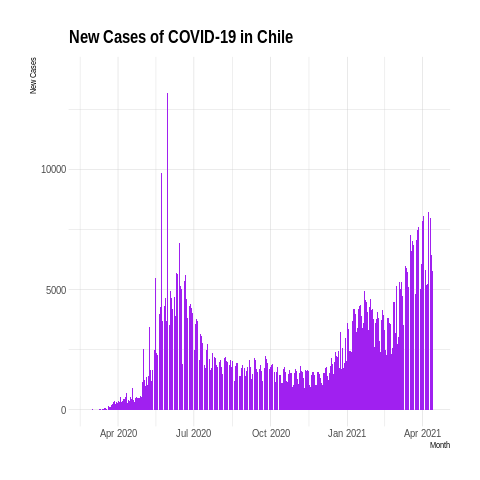 New Cases of COVID-19 in Chile
New Cases
10000
5000
0
Apr 2020 Jul 2020 Oct 2020 Jan 2021 Apr 2021
Month